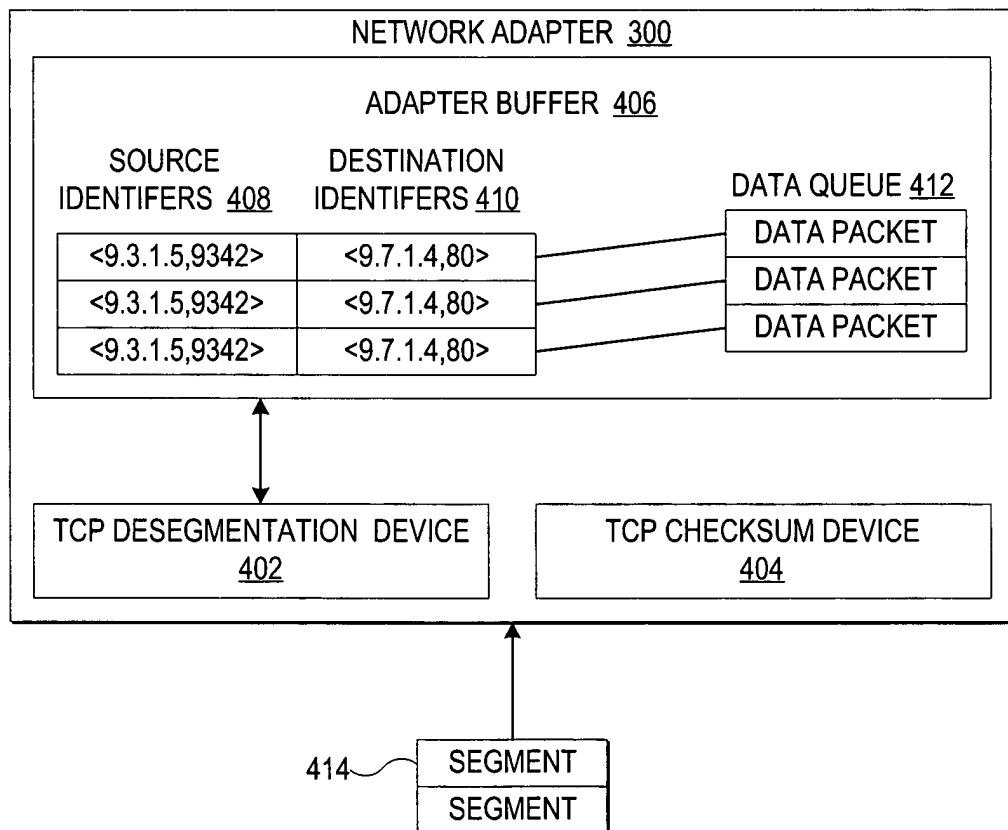 NETWORK ADAPTER 300
ADAPTER BUFFER 406
SOURCE
IDENTIFERS 408
DESTINATION
IDENTIFERS 410
DATA QUEUE 412
<9.3.1.5,9342> <9.7.1.4,80>
<9.3.1.5,9342> <9.7.1.4,80>
<9.3.1.5,9342> <9.7.1.4,80>
DATA PACKET
DATA PACKET
DATA PACKET
TCP DESEGMENTATION DEVICE
402
TCP CHECKSUM DEVICE
404
414
SEGMENT
SEGMENT